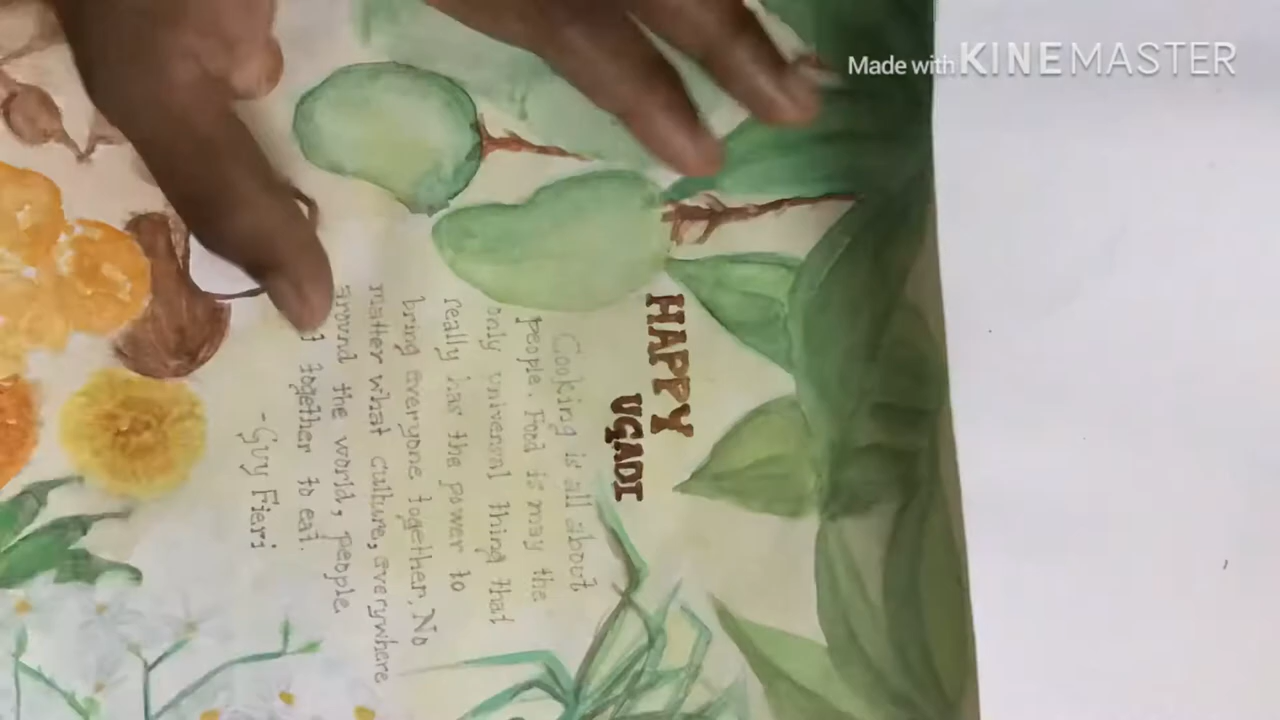 Made with KINEMASTER
HAPPY
UGADI
Cooking is all about
people. Food is may the
only universal thing that
really has the power to
bring everyone together. No
matter what culture, everywhere
around the world, people
together to eat.
- Guy Fieri